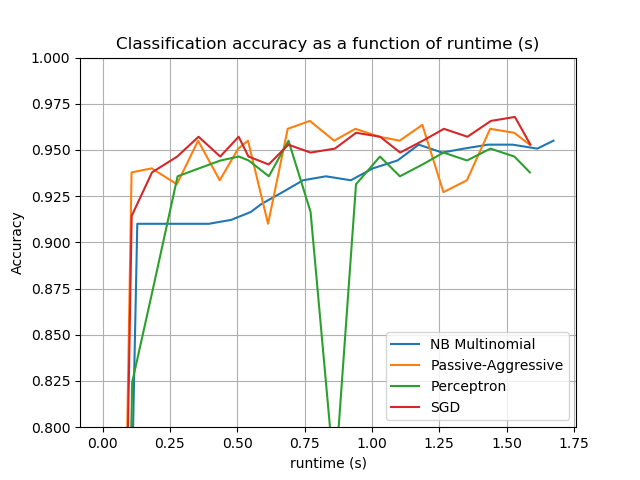 Classification accuracy as a function of runtime (s)
1.000
0.975
0.950
0.925
0.900
0.875
0.850
0.825
0.800
Accuracy
NB Multinomial
Passive-Aggressive
Perceptron
SGD
0.00 0.25 0.50 0.75 1.00 1.25 1.50 1.75
runtime (s)